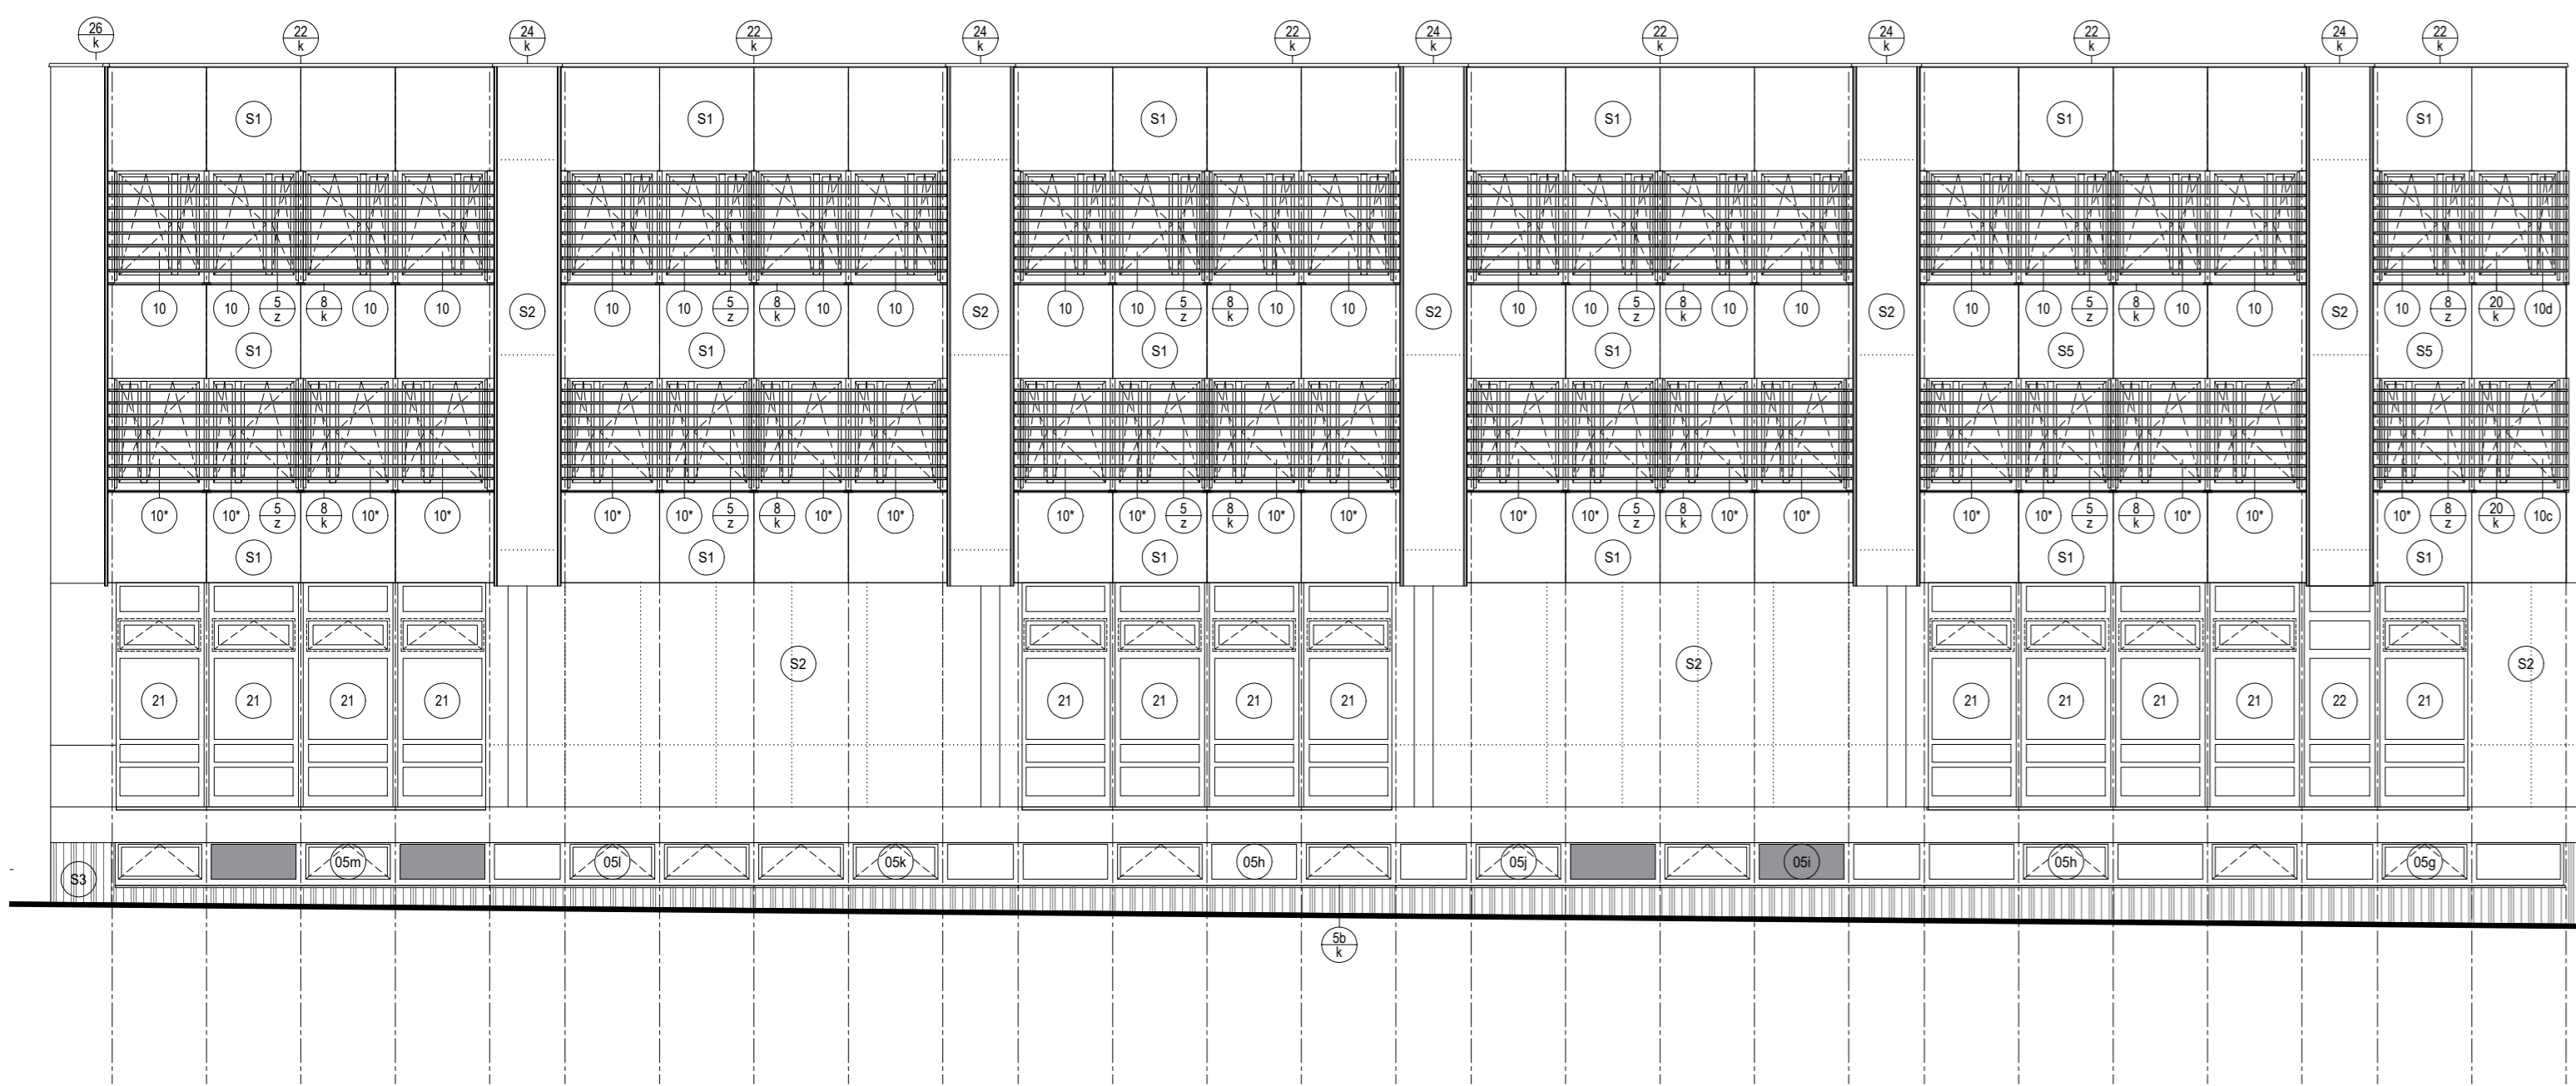 26 22 24 22 24 22 24 22 24 22 24 22
k k k k k k k k k k k k
S1 S1 S1 S1 S1 S1
10 10 5 8 10 10 10 10 5 8 10 10 10 10 5 8 10 10 10 10 5 8 10 10 10 10 5 8 10 10 10 8 20 10d
z k z k z k z k z k z k
S2 S2 S2 S2 S2
S1 S1 S1 S1 S5 S5
10* 10* 5 8 10* 10* 10* 10* 5 8 10* 10* 10* 10* 5 8 10* 10* 10* 10* 5 8 10* 10* 10* 10* 5 8 10* 10* 10* 8 20 10c
z k z k z k z k z k z k
S1 S1 S1 S1 S1 S1
S2 S2 S2
21 21 21 21 21 21 21 21 21 21 21 21 22 21
S3 05m 05l 05k 05h 05j 05i 05h 05g
5b
k